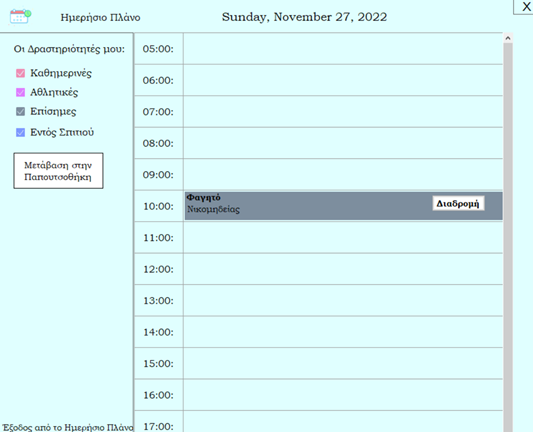 Ημερήσιο Πλάνο
Sunday, November 27, 2022
X
Οι Δραστηριότητές μου:
Καθημερινές
Αθλητικές
Επίσημες
Εντός Σπιτιού
Μετάβαση στην
Παπουτσοθήκη
05:00:
06:00:
07:00:
08:00:
09:00:
10:00:
Φαγητό
Νικομηδείας
Διαδρομή
11:00:
12:00:
13:00:
14:00:
15:00:
16:00:
17:00:
Έξοδος από το Ημερήσιο Πλάνο